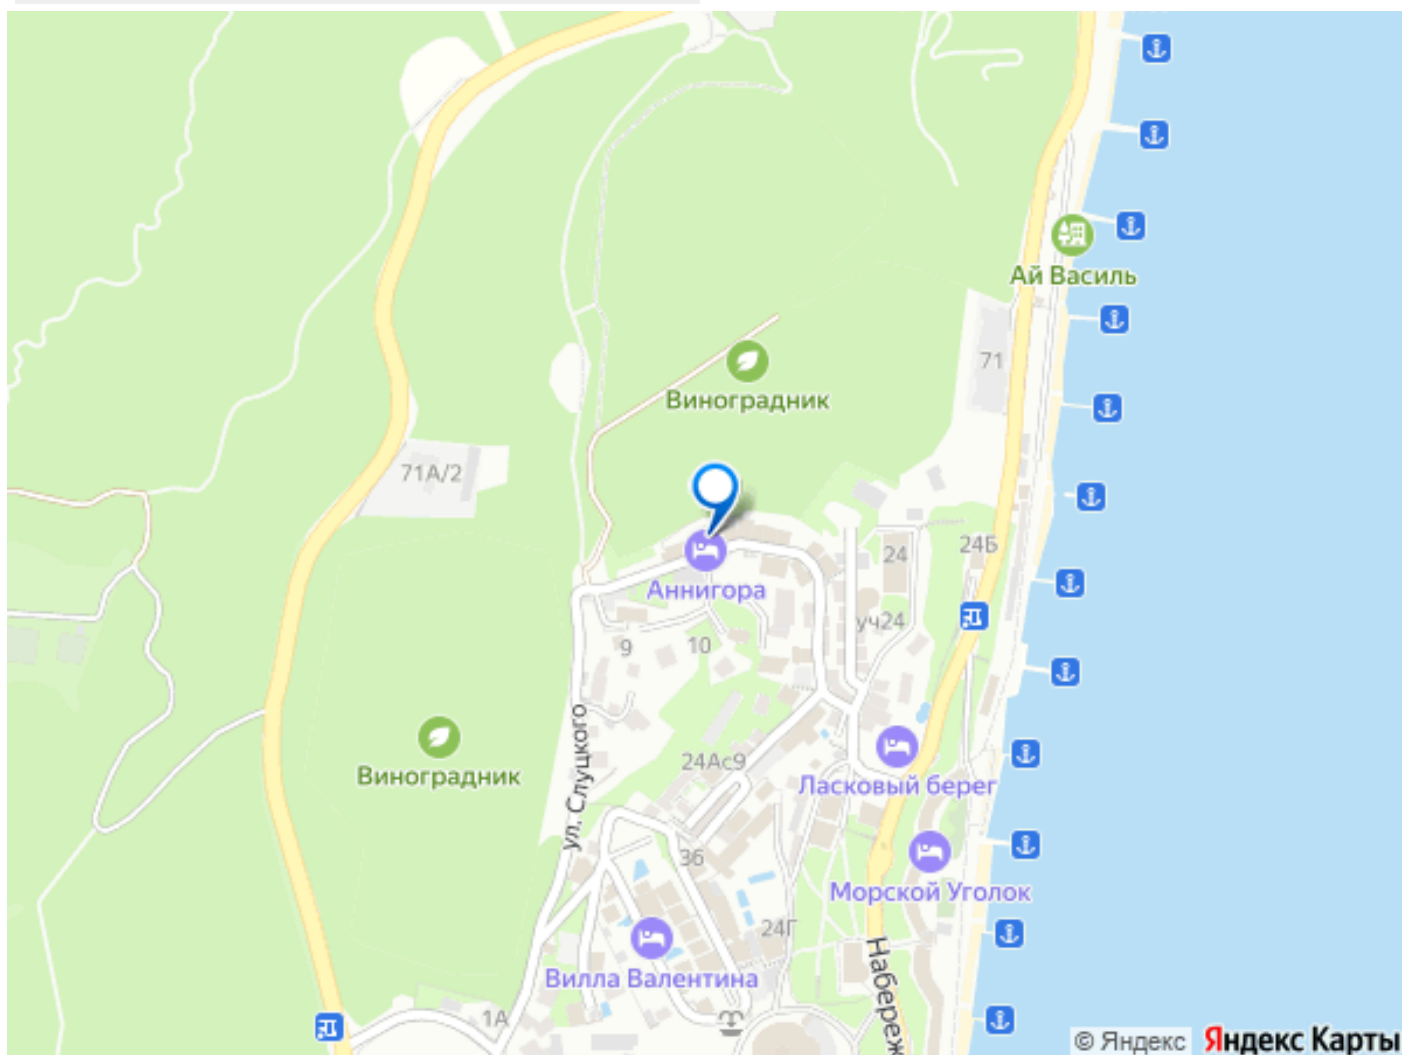 Ай Василь
71
Виноградник
71А/2
24Б
24
Аннигора
уч24
9
10
Виноградник
ул. Слуцкого
24Ас9
Ласковый берег
36
Морской Уголок
24Г
Набереж
Вилла Валентина
1А
© Яндекс Яндекс Карты